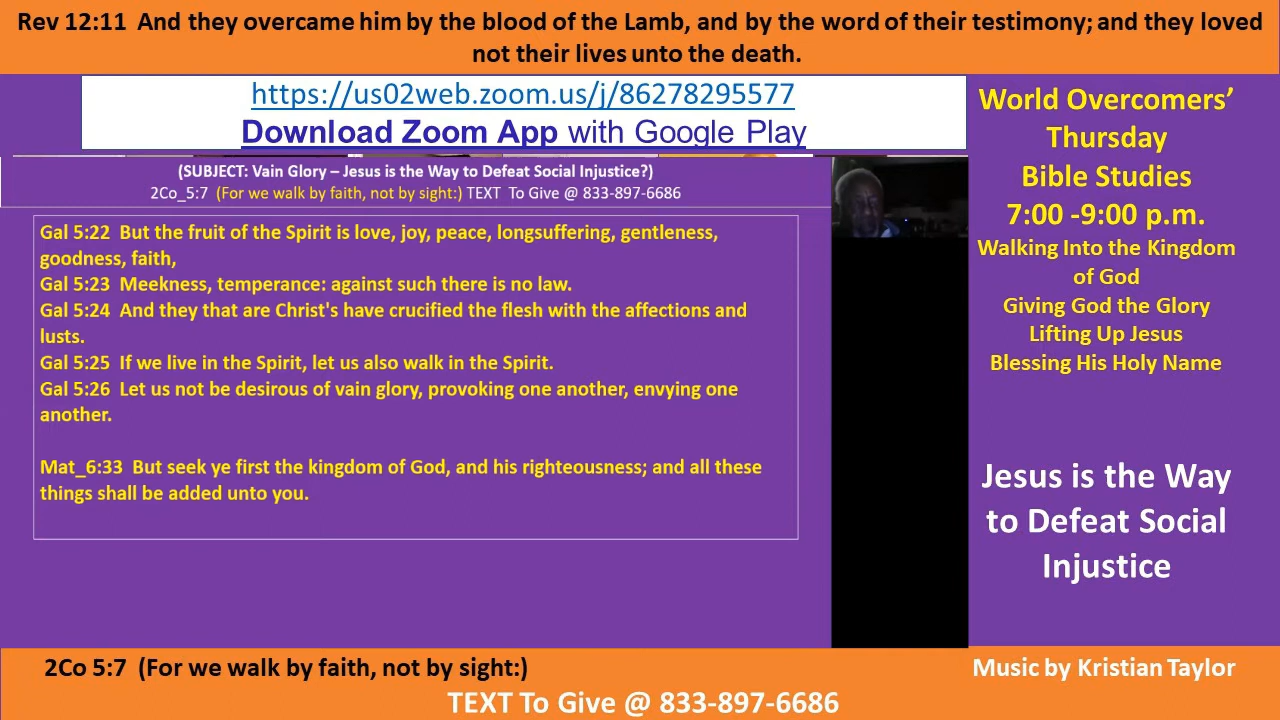 Rev 12:11  And they overcame him by the blood of the Lamb, and by the word of their testimony; and they loved
not their lives unto the death.
https://us02web.zoom.us/j/86278295577
Download Zoom App with Google Play
(SUBJECT: Vain Glory – Jesus is the Way to Defeat Social Injustice?)
2Co_5:7  (For we walk by faith, not by sight:) TEXT  To Give @ 833-897-6686
Gal 5:22  But the fruit of the Spirit is love, joy, peace, longsuffering, gentleness,
goodness, faith,
Gal 5:23  Meekness, temperance: against such there is no law.
Gal 5:24  And they that are Christ's have crucified the flesh with the affections and
lusts.
Gal 5:25  If we live in the Spirit, let us also walk in the Spirit.
Gal 5:26  Let us not be desirous of vain glory, provoking one another, envying one
another.
Mat_6:33  But seek ye first the kingdom of God, and his righteousness; and all these
things shall be added unto you.
World Overcomers’
Thursday
Bible Studies
7:00 -9:00 p.m.
Walking Into the Kingdom
of God
Giving God the Glory
Lifting Up Jesus
Blessing His Holy Name
Jesus is the Way
to Defeat Social
Injustice
2Co 5:7  (For we walk by faith, not by sight:)
Music by Kristian Taylor
TEXT To Give @ 833-897-6686